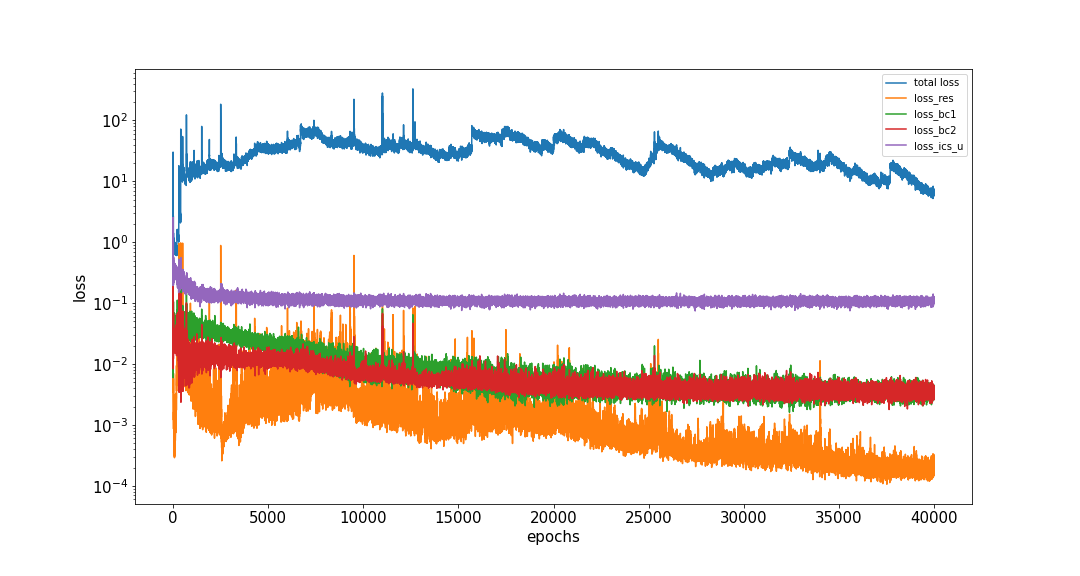 total loss
loss_res
loss_bc1
loss_bc2
loss_ics_u
10²
10¹
10⁰
10⁻¹
10⁻²
10⁻³
10⁻⁴
loss
0 5000 10000 15000 20000 25000 30000 35000 40000
epochs